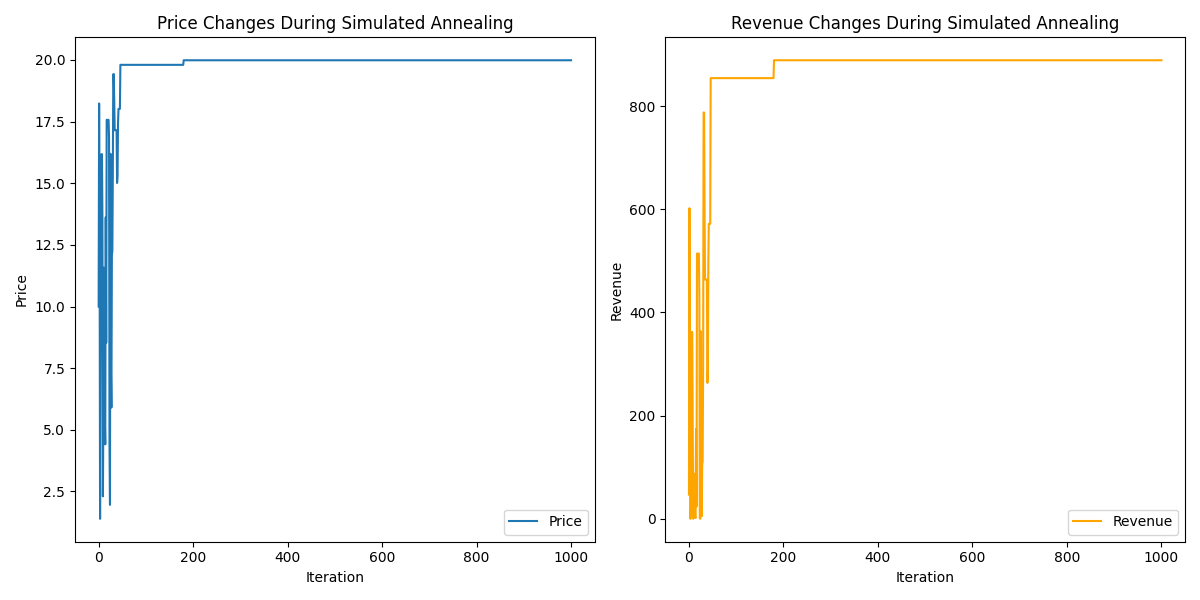 Price Changes During Simulated Annealing
20.0
17.5
15.0
12.5
10.0
7.5
5.0
2.5
Price
0 200 400 600 800 1000
Iteration
Price
Revenue Changes During Simulated Annealing
800
600
400
200
0
Revenue
0 200 400 600 800 1000
Iteration
Revenue